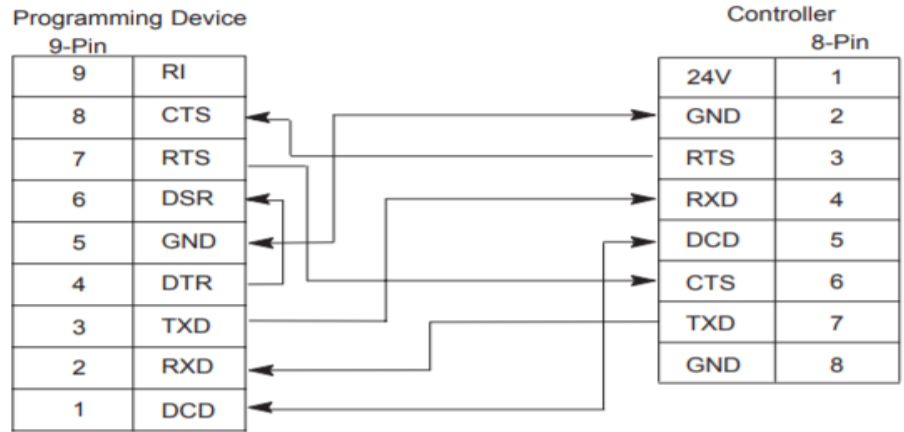 Programming Device
9-Pin
9 RI
8 CTS
7 RTS
6 DSR
5 GND
4 DTR
3 TXD
2 RXD
1 DCD
Controller
8-Pin
24V 1
GND 2
RTS 3
RXD 4
DCD 5
CTS 6
TXD 7
GND 8